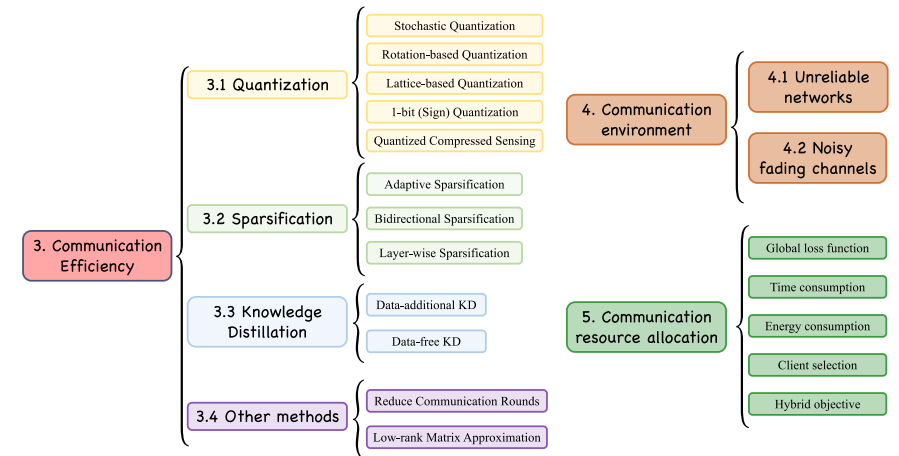 3. Communication
Efficiency
3.1 Quantization
Stochastic Quantization
Rotation-based Quantization
Lattice-based Quantization
1-bit (Sign) Quantization
Quantized Compressed Sensing
3.2 Sparsification
Adaptive Sparsification
Bidirectional Sparsification
Layer-wise Sparsification
3.3 Knowledge
Distillation
Data-additional KD
Data-free KD
3.4 Other methods
Reduce Communication Rounds
Low-rank Matrix Approximation
4. Communication
environment
4.1 Unreliable
networks
4.2 Noisy
fading channels
5. Communication
resource allocation
Global loss function
Time consumption
Energy consumption
Client selection
Hybrid objective